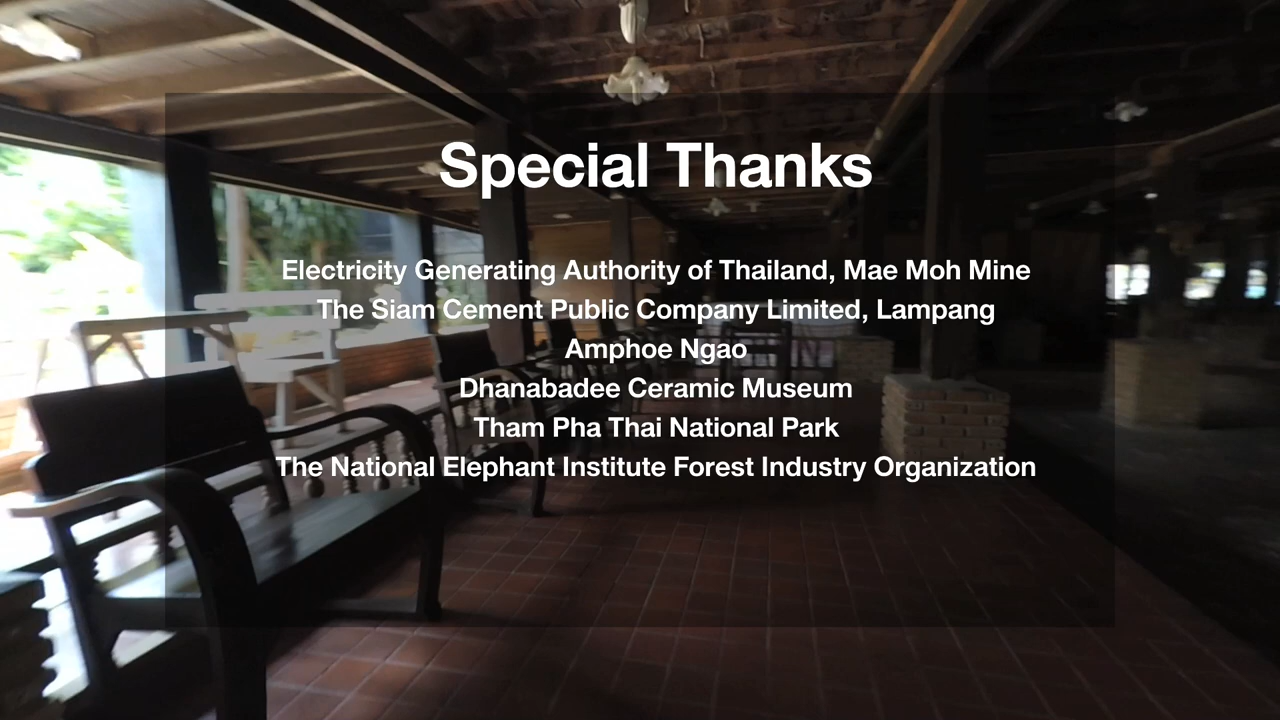 Special Thanks
Electricity Generating Authority of Thailand, Mae Moh Mine
The Siam Cement Public Company Limited, Lampang
Amphoe Ngao
Dhanabadee Ceramic Museum
Tham Pha Thai National Park
The National Elephant Institute Forest Industry Organization